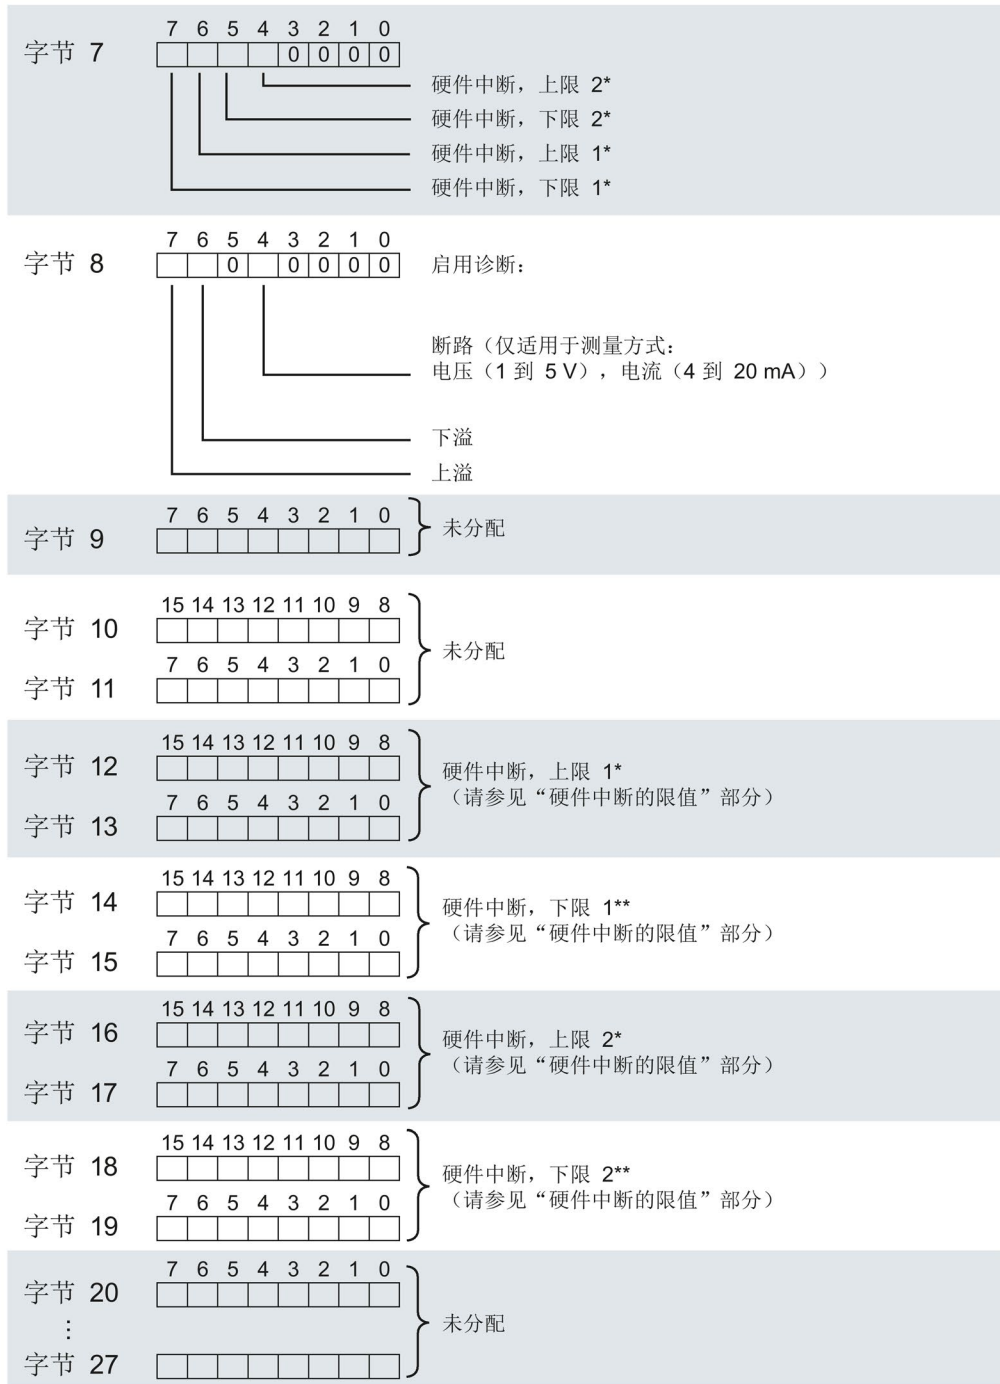 7 6 5 4 3 2 1 0
字节 7 0 0 0 0
硬件中断，上限 2*
硬件中断，下限 2*
硬件中断，上限 1*
硬件中断，下限 1*
7 6 5 4 3 2 1 0
字节 8 0 0 0 0 0 启用诊断：
断路（仅适用于测量方式：
电压（1 到 5 V），电流（4 到 20 mA））
下溢
上溢
7 6 5 4 3 2 1 0
字节 9 未分配
15 14 13 12 11 10 9 8
字节 10
未分配
7 6 5 4 3 2 1 0
字节 11
15 14 13 12 11 10 9 8
字节 12
硬件中断，上限 1*
（请参见“硬件中断的限值”部分）
7 6 5 4 3 2 1 0
字节 13
15 14 13 12 11 10 9 8
字节 14
硬件中断，下限 1**
（请参见“硬件中断的限值”部分）
7 6 5 4 3 2 1 0
字节 15
15 14 13 12 11 10 9 8
字节 16
硬件中断，上限 2*
（请参见“硬件中断的限值”部分）
7 6 5 4 3 2 1 0
字节 17
15 14 13 12 11 10 9 8
字节 18
硬件中断，下限 2**
（请参见“硬件中断的限值”部分）
7 6 5 4 3 2 1 0
字节 19
7 6 5 4 3 2 1 0
字节 20
⋮ 未分配
字节 27